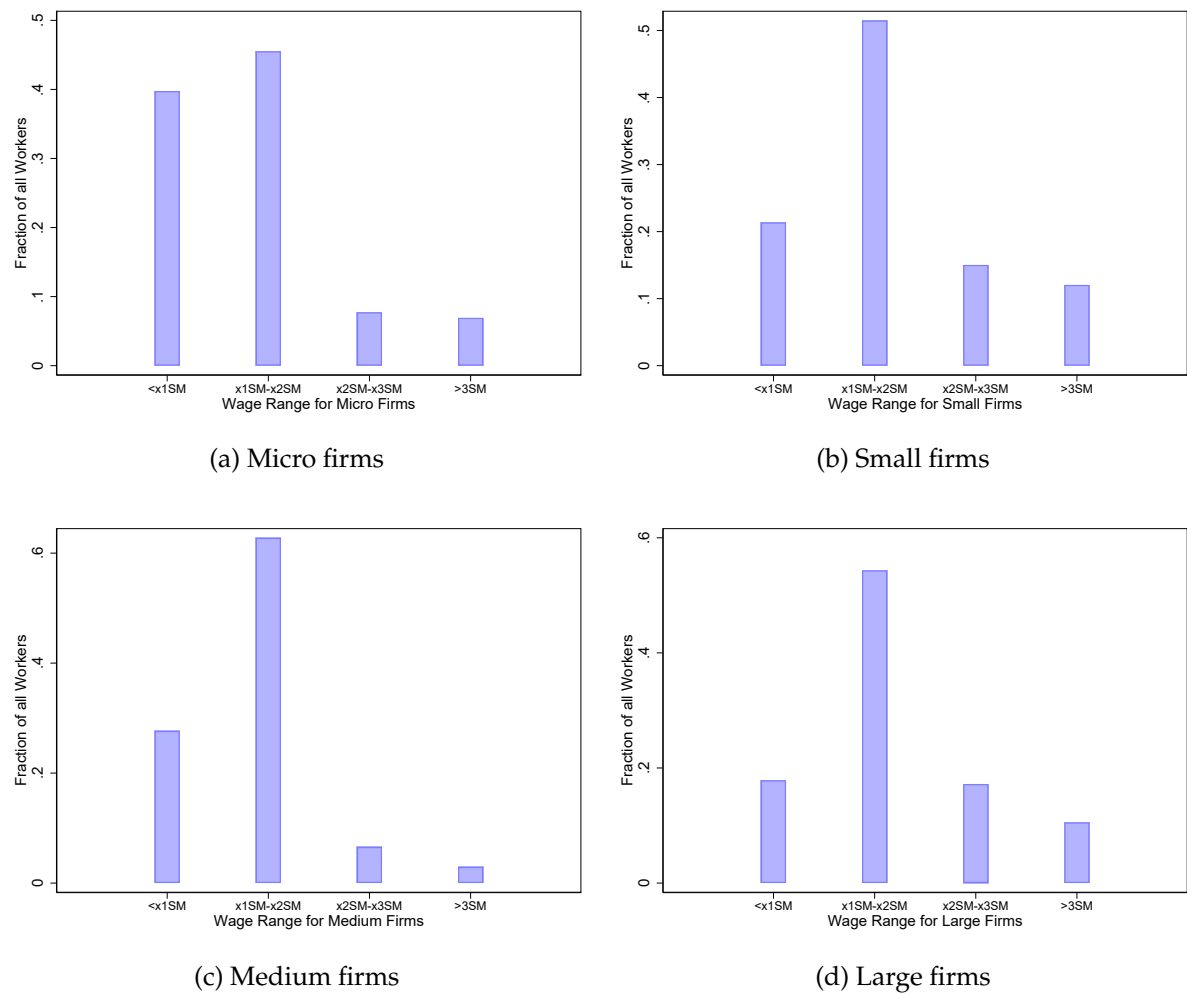 Fraction of all Workers
.5
.4
.3
.2
.1
0
<x1SM x1SM-x2SM x2SM-x3SM >3SM
Wage Range for Micro Firms
(a) Micro firms
Fraction of all Workers
.5
.4
.3
.2
.1
0
<x1SM x1SM-x2SM x2SM-x3SM >3SM
Wage Range for Small Firms
(b) Small firms
Fraction of all Workers
.6
.4
.2
0
<x1SM x1SM-x2SM x2SM-x3SM >3SM
Wage Range for Medium Firms
(c) Medium firms
Fraction of all Workers
.6
.4
.2
0
<x1SM x1SM-x2SM x2SM-x3SM >3SM
Wage Range for Large Firms
(d) Large firms